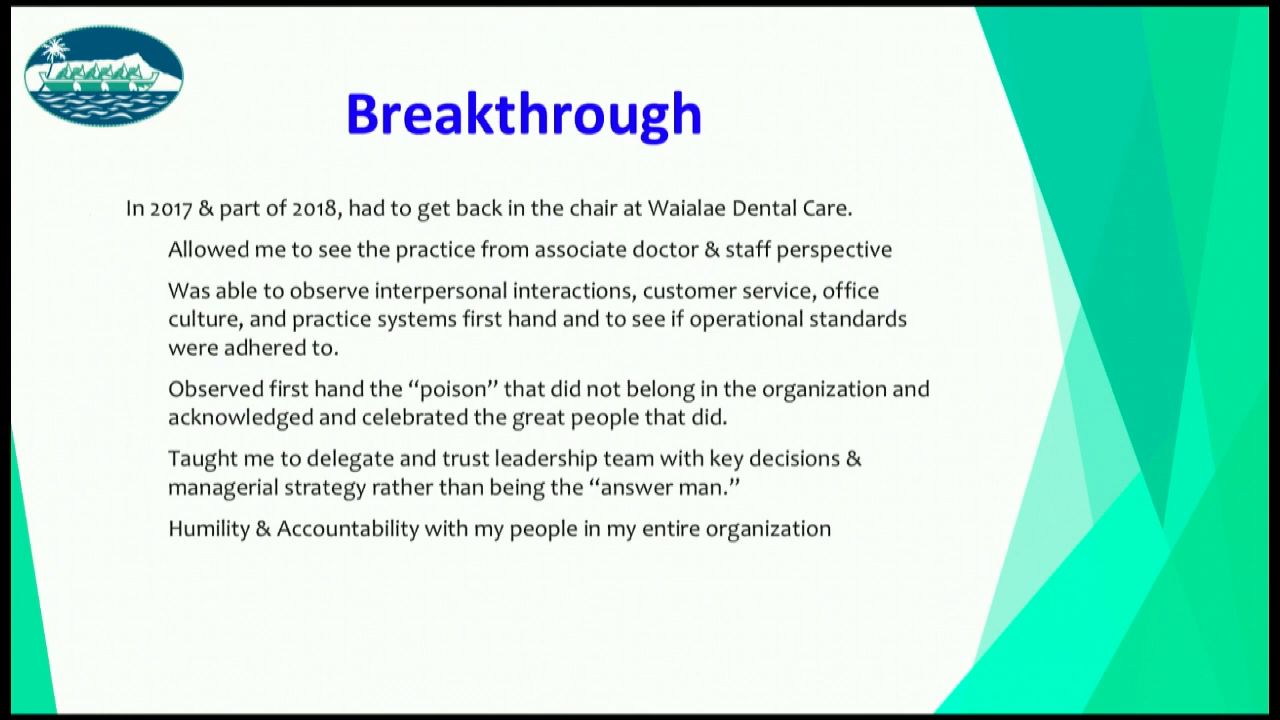 Breakthrough
In 2017 & part of 2018, had to get back in the chair at Waialae Dental Care.
Allowed me to see the practice from associate doctor & staff perspective
Was able to observe interpersonal interactions, customer service, office
culture, and practice systems first hand and to see if operational standards
were adhered to.
Observed first hand the “poison” that did not belong in the organization and
acknowledged and celebrated the great people that did.
Taught me to delegate and trust leadership team with key decisions &
managerial strategy rather than being the “answer man.”
Humility & Accountability with my people in my entire organization